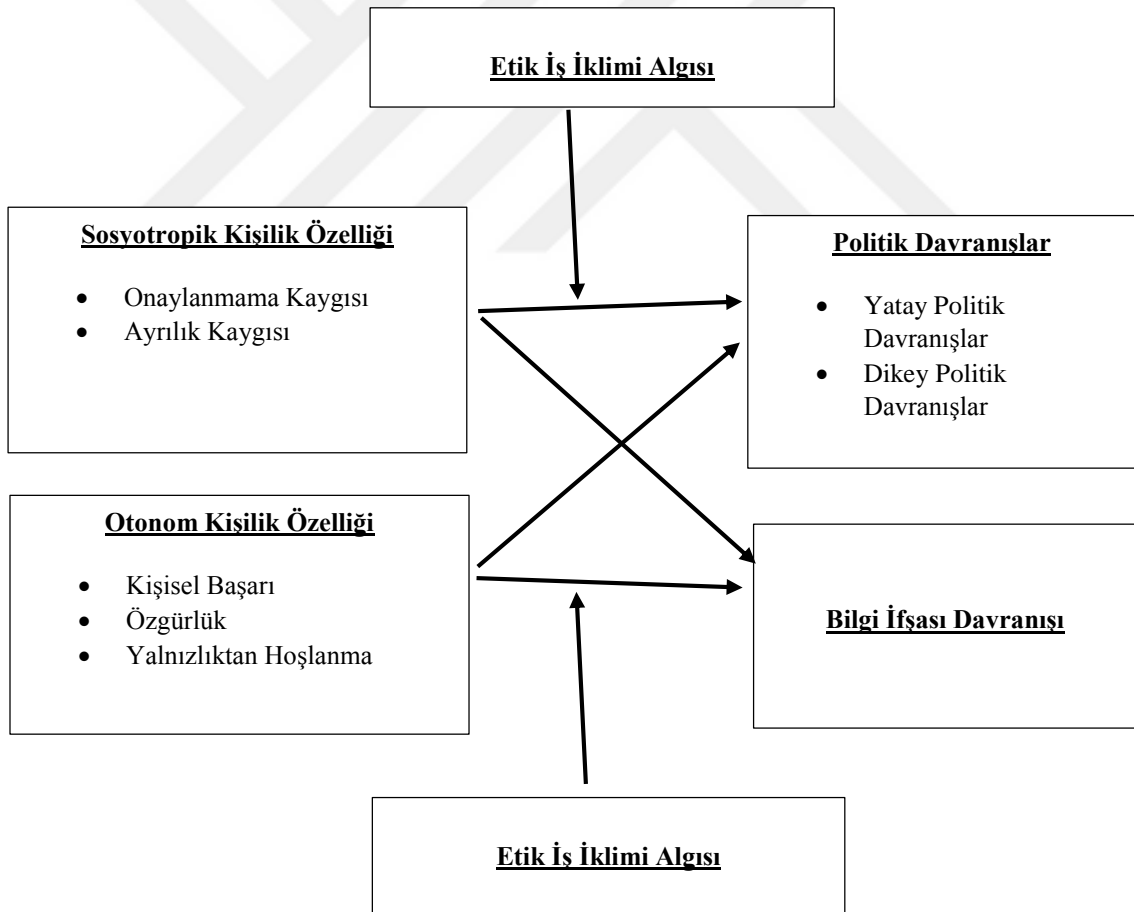 Etik İş İklimi Algısı
Sosyotropik Kişilik Özelliği
• Onaylanmama Kaygısı
• Ayrılık Kaygısı
Politik Davranışlar
• Yatay Politik
Davranışlar
• Dikey Politik
Davranışlar
Otonom Kişilik Özelliği
• Kişisel Başarı
• Özgürlük
• Yalnızlıktan Hoşlanma
Bilgi İfşası Davranışı
Etik İş İklimi Algısı